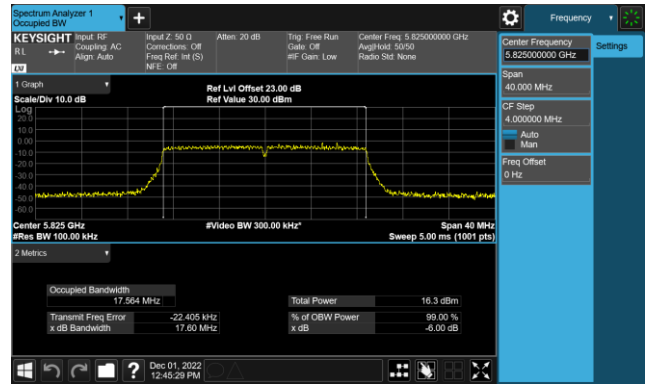 Spectrum Analyzer 1
Occupied BW
Frequency
KEYSIGHT
RL
LXI
Input: RF
Coupling: AC
Align: Auto
Input Z: 50 Ω
Corrections: Off
Freq Ref: Int (S)
NFE: Off
Atten: 20 dB
Trig: Free Run
Gate: Off
#IF Gain: Low
Center Freq: 5.825000000 GHz
Avg|Hold: 50/50
Radio Std: None
Center Frequency
5.825000000 GHz
Settings
Span
40.000 MHz
CF Step
4.000000 MHz
Auto
Man
Freq Offset
0 Hz
1 Graph
Scale/Div 10.0 dB
Ref Lvl Offset 23.00 dB
Ref Value 30.00 dBm
Log
20.0
10.0
0.00
-10.0
-20.0
-30.0
-40.0
-50.0
-60.0
Center 5.825 GHz
#Res BW 100.00 kHz
#Video BW 300.00 kHz*
Span 40 MHz
Sweep 5.00 ms (1001 pts)
2 Metrics
Occupied Bandwidth
17.564 MHz
Total Power 16.3 dBm
Transmit Freq Error -22.405 kHz
% of OBW Power 99.00 %
x dB Bandwidth 17.60 MHz
x dB -6.00 dB
?
Dec 01, 2022
12:45:29 PM